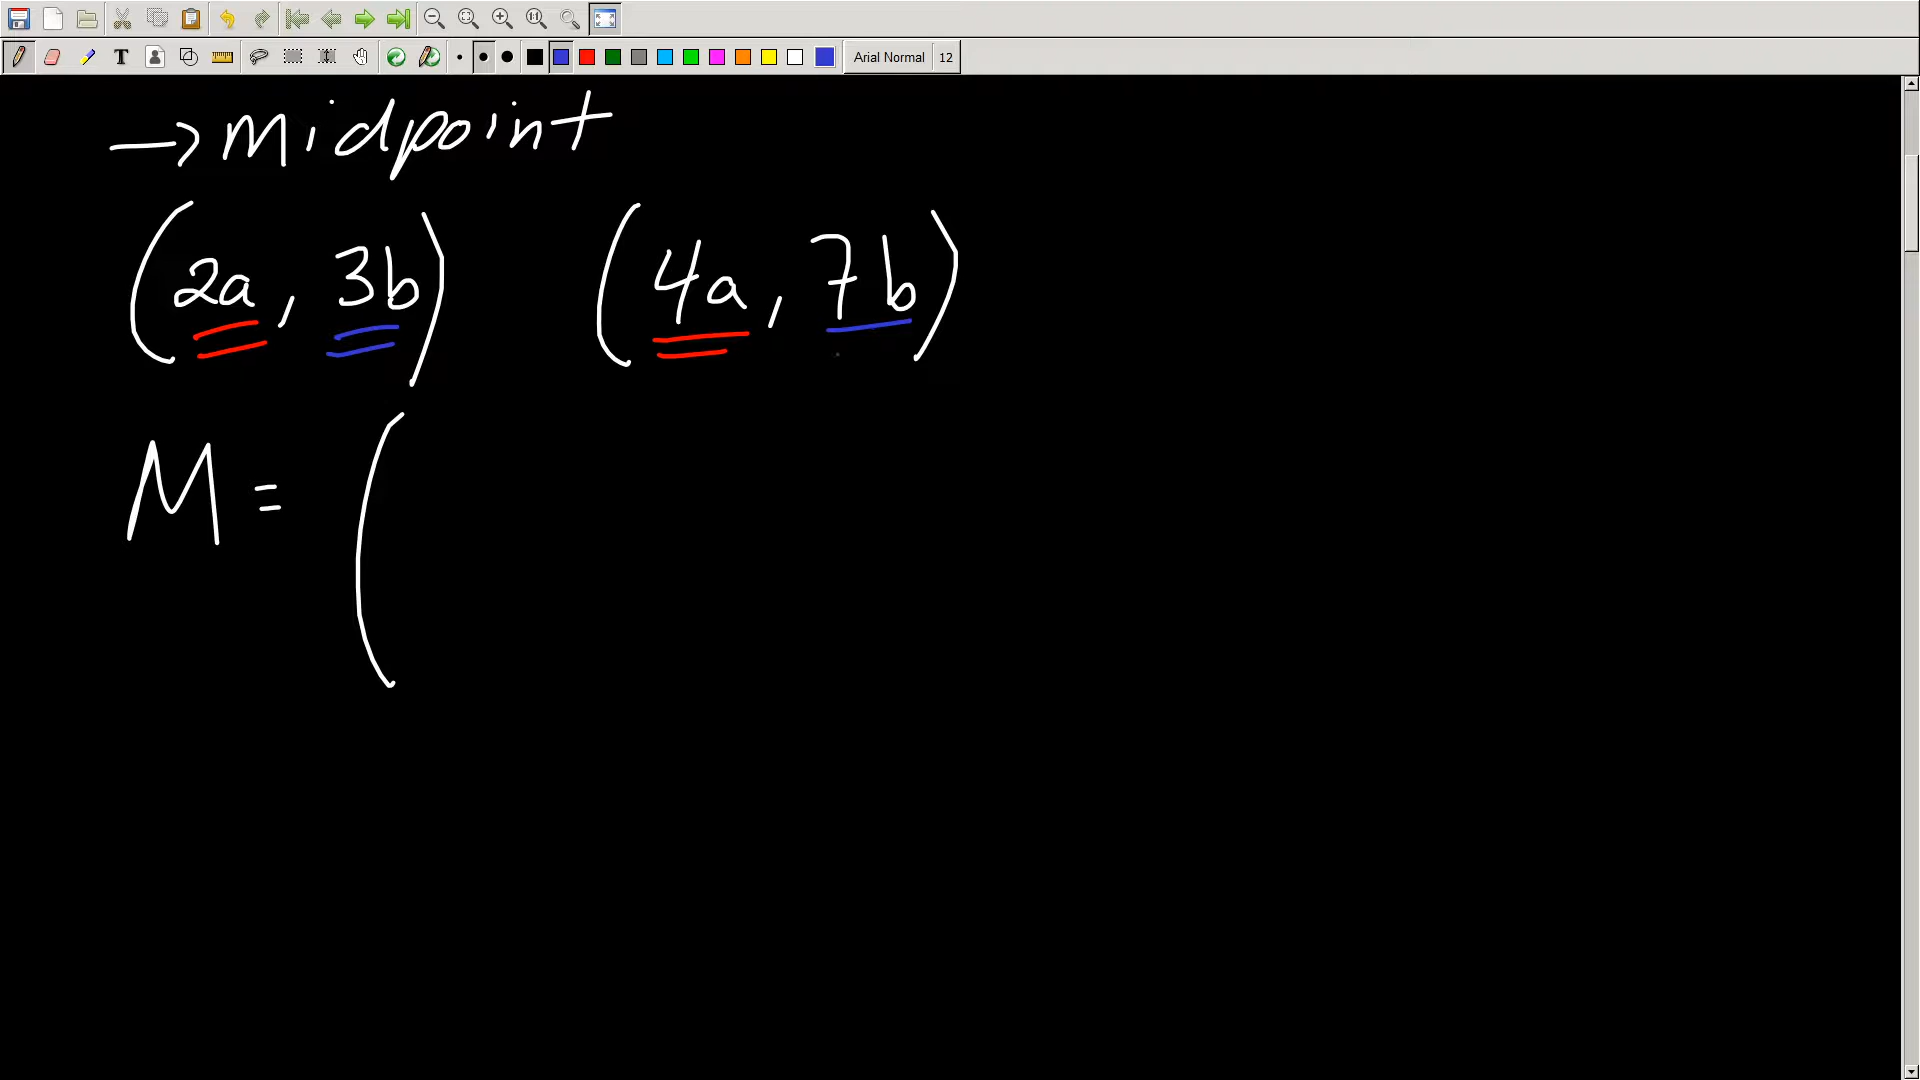 Arial Normal 12
→ Midpoint
(2a, 3b) (4a, 7b)
M = (